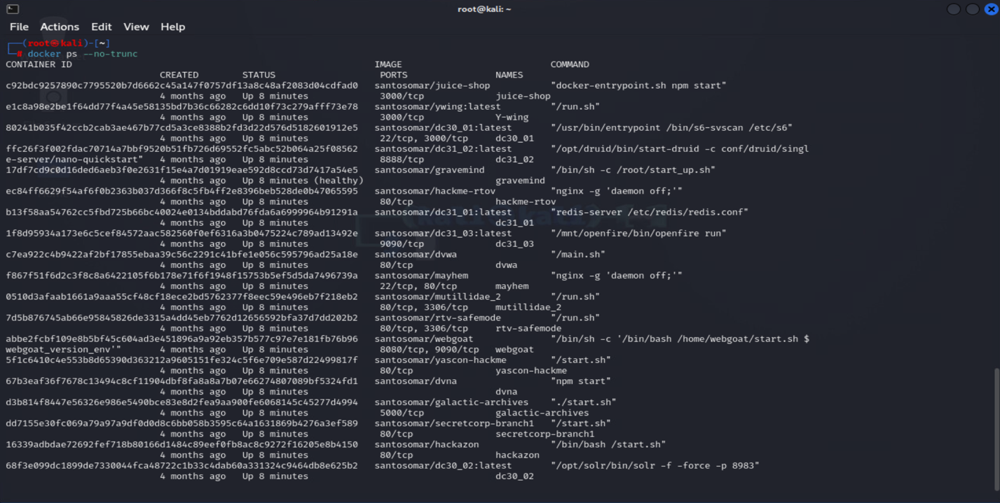 root@kali: ~
File Actions Edit View Help
┌──(root㉿kali)-[~]
└─# docker ps --no-trunc
CONTAINER ID IMAGE COMMAND
CREATED STATUS PORTS NAMES
c92bdc9257890c7795520b7d6662c45a147f0757df13a8c48af2083d04cdfad0 santosomar/juice-shop "docker-entrypoint.sh npm start"
4 months ago Up 8 minutes 3000/tcp juice-shop
e1c8a98e2be1f64dd77f4a45e58135bd7b36c66282c6dd10f73c279afff73e78 santosomar/ywing:latest "/run.sh"
4 months ago Up 8 minutes 3000/tcp Y-wing
80241b035f42ccb2cab3ae467b77cd5a3ce8388b2fd3d22d576d5182601912e5 santosomar/dc30_01:latest "/usr/bin/entrypoint /bin/s6-svscan /etc/s6"
4 months ago Up 8 minutes 22/tcp, 3000/tcp dc30_01
ffc26f3f002fdac70714a7bbf9520b51fb726d69552fc5abc52b064a25f08562 santosomar/dc31_02:latest "/opt/druid/bin/start-druid -c conf/druid/singl
e-server/nano-quickstart" 4 months ago Up 8 minutes 8888/tcp dc31_02
17df7cd9c0d16ded6aeb3f0e2631f15e4a7d01919eae592d8ccd73d7417a54e5 santosomar/gravemind "/bin/sh -c /root/start_up.sh"
4 months ago Up 8 minutes (healthy) gravemind
ec84ff6629f54af6f0b2363b037d366f8c5fb4ff2e8396beb528de0b47065595 santosomar/hackme-rtov "nginx -g 'daemon off;'"
4 months ago Up 8 minutes 80/tcp hackme-rtov
b13f58aa54762cc5fbd725b66bc40024e0134bddabd76fda6a6999964b91291a santosomar/dc31_01:latest "redis-server /etc/redis/redis.conf"
4 months ago Up 8 minutes dc31_01
1f8d95934a173e6c5cef84572aac582560f0ef6316a3b0475224c789ad13492e santosomar/dc31_03:latest "/mnt/openfire/bin/openfire run"
4 months ago Up 8 minutes 9090/tcp dc31_03
c7ea922c4b9422af2bf17855ebaa39c56c2291c41bfe1e056c595796ad25a18e santosomar/dvwa "/main.sh"
4 months ago Up 8 minutes 80/tcp dvwa
f867f51f6d2c3f8c8a6422105f6b178e71f6f1948f15753b5ef5d5da7496739a santosomar/mayhem "nginx -g 'daemon off;'"
4 months ago Up 8 minutes 22/tcp, 80/tcp mayhem
0510d3afaab1661a9aaa55cf48cf18ece2bd5762377f8eec59e496eb7f218eb2 santosomar/mutillidae_2 "/run.sh"
4 months ago Up 8 minutes 80/tcp, 3306/tcp mutillidae_2
7d5b876745ab66e95845826de3315a4dd45eb7762d12656592bfa37d7dd202b2 santosomar/rtv-safemode "/run.sh"
4 months ago Up 8 minutes 80/tcp, 3306/tcp rtv-safemode
abbe2fcbf109e8b5bf45c604ad3e451896a9a92eb357b577c97e7e181fb76b96 santosomar/webgoat "/bin/sh -c '/bin/bash /home/webgoat/start.sh $
webgoat_version_env'" 4 months ago Up 8 minutes 8080/tcp, 9090/tcp webgoat
5f1c6410c4e553b8d65390d363212a9605151fe324c5f6e709e587d22499817f santosomar/yascon-hackme "/start.sh"
4 months ago Up 8 minutes 80/tcp yascon-hackme
67b3eaf36f7678c13494c8cf11904dbf8fa8a8a7b07e66274807089bf5324fd1 santosomar/dvna "npm start"
4 months ago Up 8 minutes dvna
d3b814f8447e56326e986e5490bce83e8d2fea9aa900fe6068145c45277d4994 santosomar/galactic-archives "./start.sh"
4 months ago Up 8 minutes 5000/tcp galactic-archives
dd7155e30fc069a79a97a9df0d0d8c6bb058b3595c64a1631869b4276a3ef589 santosomar/secretcorp-branch1 "/start.sh"
4 months ago Up 8 minutes 80/tcp secretcorp-branch1
16339adbdae72692fef718b80166d1484c89eef0fb8ac8c9272f16205e8b4150 santosomar/hackazon "/bin/bash /start.sh"
4 months ago Up 8 minutes 80/tcp hackazon
68f3e099dc1899de7330044fca48722c1b33c4dab60a331324c9464db8e625b2 santosomar/dc30_02:latest "/opt/solr/bin/solr -f -force -p 8983"
4 months ago Up 8 minutes dc30_02